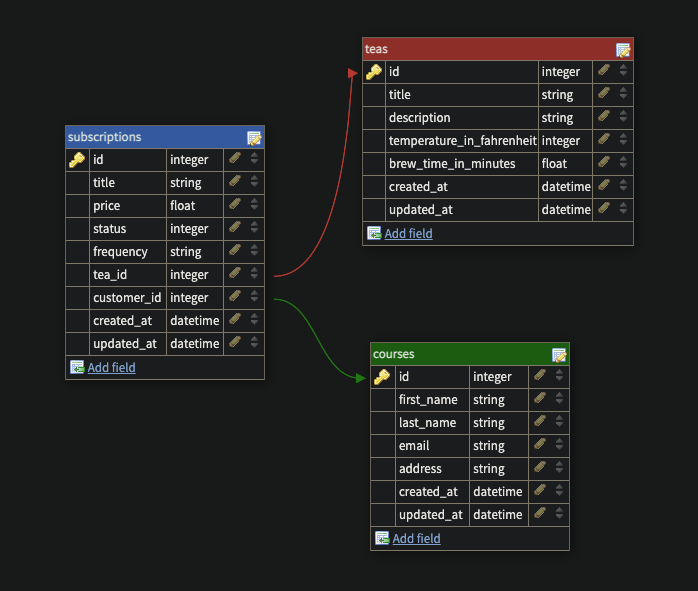 subscriptions
id integer
title string
price float
status integer
frequency string
tea_id integer
customer_id integer
created_at datetime
updated_at datetime
Add field
teas
id integer
title string
description string
temperature_in_fahrenheit integer
brew_time_in_minutes float
created_at datetime
updated_at datetime
Add field
courses
id integer
first_name string
last_name string
email string
address string
created_at datetime
updated_at datetime
Add field